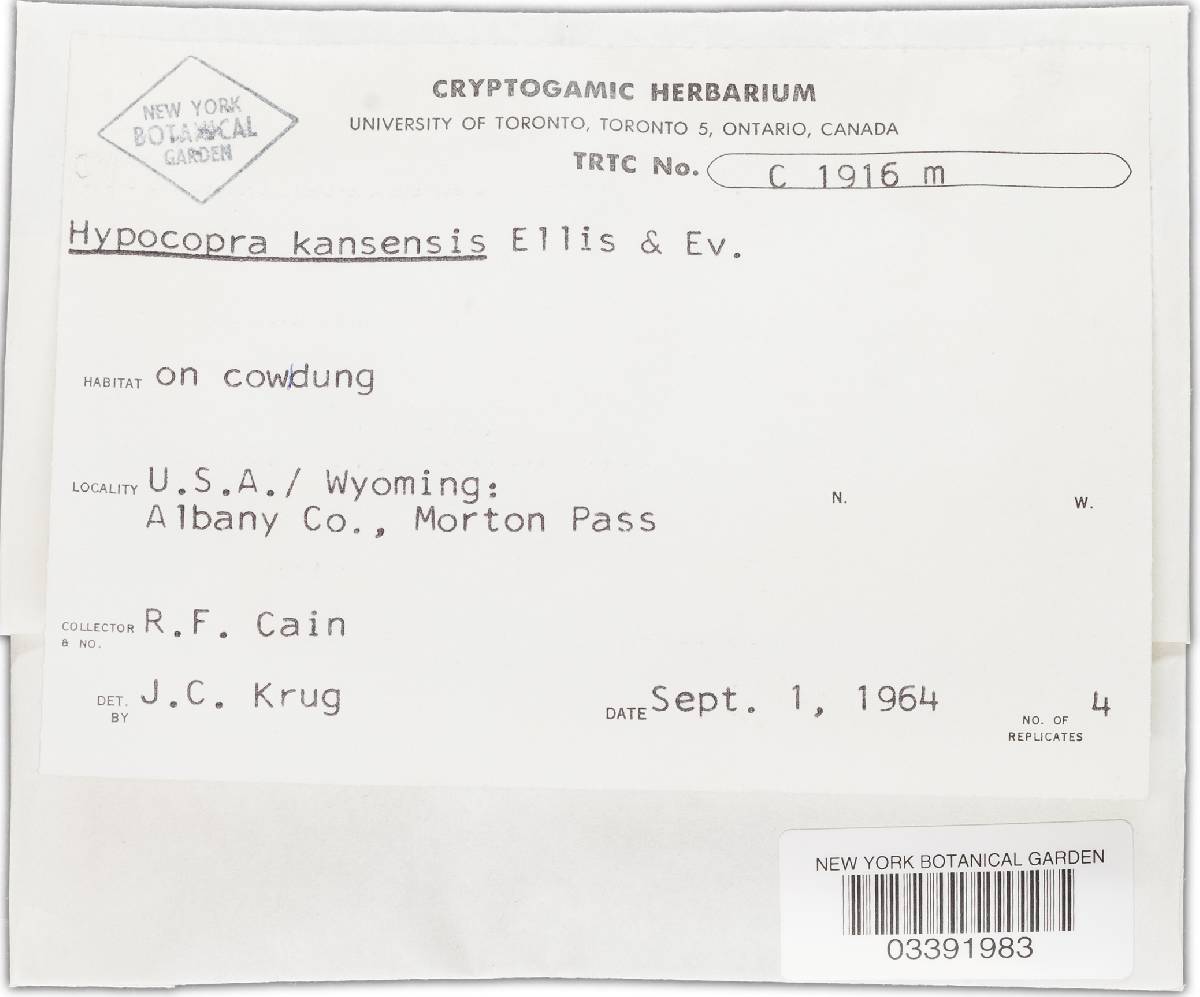 NEW YORK
BOTANICAL
GARDEN
CRYPTOGAMIC HERBARIUM
UNIVERSITY OF TORONTO, TORONTO 5, ONTARIO, CANADA
TRTC No. C 1916 m
Hypocopra kansensis Ellis & Ev.
HABITAT on cow/dung
LOCALITY U.S.A./ Wyoming: N. W.
Albany Co., Morton Pass
COLLECTOR R.F. Cain
& NO.
DET. J.C. Krug
BY
DATE Sept. 1, 1964
NO. OF 4
REPLICATES
NEW YORK BOTANICAL GARDEN
03391983